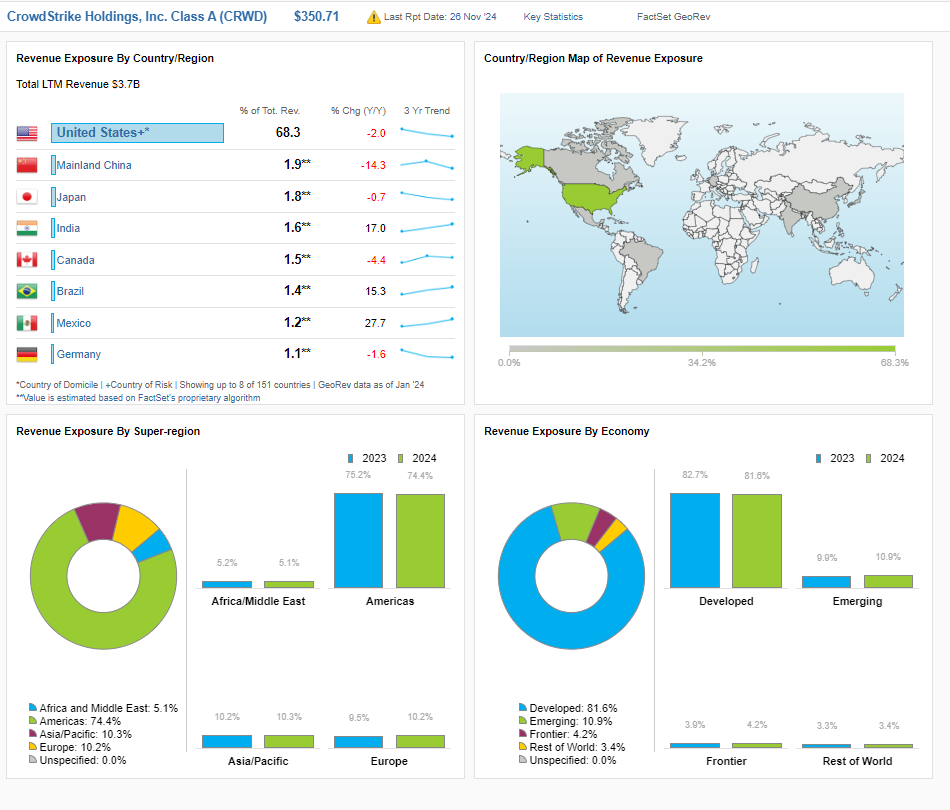 CrowdStrike Holdings, Inc. Class A (CRWD) $350.71 Last Rpt Date: 26 Nov '24 Key Statistics FactSet GeoRev
Revenue Exposure By Country/Region
Total LTM Revenue $3.7B
% of Tot. Rev. % Chg (Y/Y) 3 Yr Trend
United States+* 68.3 -2.0
Mainland China 1.9** -14.3
Japan 1.8** -0.7
India 1.6** 17.0
Canada 1.5** -4.4
Brazil 1.4** 15.3
Mexico 1.2** 27.7
Germany 1.1** -1.6
*Country of Domicile | +Country of Risk | Showing up to 8 of 151 countries | GeoRev data as of Jan '24
**Value is estimated based on FactSet's proprietary algorithm
Country/Region Map of Revenue Exposure
0.0% 34.2% 68.3%
Revenue Exposure By Super-region
2023 2024
75.2% 74.4%
5.2% 5.1%
Africa/Middle East Americas
10.2% 10.3% 9.5% 10.2%
Asia/Pacific Europe
Africa and Middle East: 5.1%
Americas: 74.4%
Asia/Pacific: 10.3%
Europe: 10.2%
Unspecified: 0.0%
Revenue Exposure By Economy
2023 2024
82.7% 81.6%
9.9% 10.9%
Developed Emerging
3.9% 4.2% 3.3% 3.4%
Frontier Rest of World
Developed: 81.6%
Emerging: 10.9%
Frontier: 4.2%
Rest of World: 3.4%
Unspecified: 0.0%